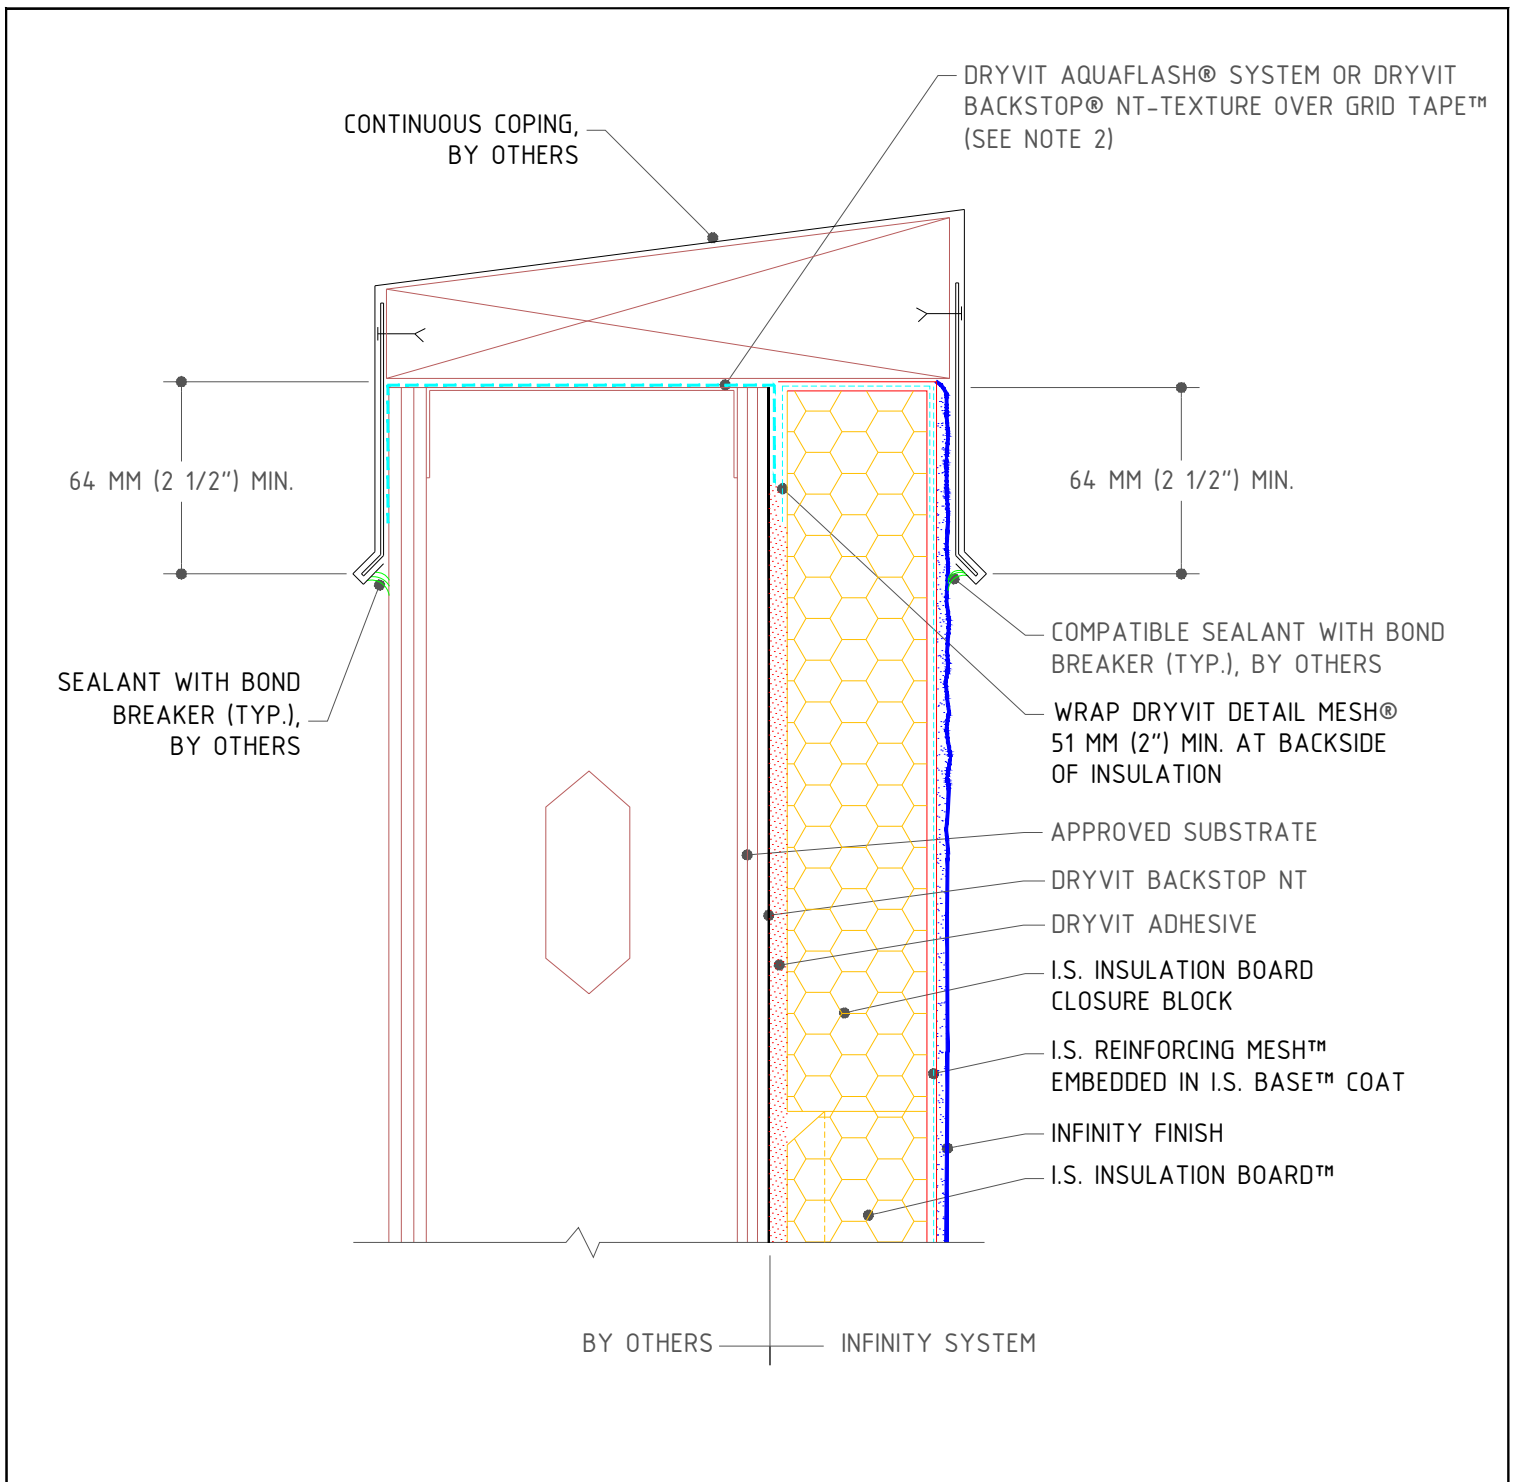 DRYVIT AQUAFLASH® SYSTEM OR DRYVIT
BACKSTOP® NT-TEXTURE OVER GRID TAPE™
(SEE NOTE 2)
CONTINUOUS COPING,
BY OTHERS
64 MM (2 1/2") MIN.
64 MM (2 1/2") MIN.
SEALANT WITH BOND
BREAKER (TYP.),
BY OTHERS
COMPATIBLE SEALANT WITH BOND
BREAKER (TYP.), BY OTHERS
WRAP DRYVIT DETAIL MESH®
51 MM (2") MIN. AT BACKSIDE
OF INSULATION
APPROVED SUBSTRATE
DRYVIT BACKSTOP NT
DRYVIT ADHESIVE
I.S. INSULATION BOARD
CLOSURE BLOCK
I.S. REINFORCING MESH™
EMBEDDED IN I.S. BASE™ COAT
INFINITY FINISH
I.S. INSULATION BOARD™
BY OTHERS
INFINITY SYSTEM